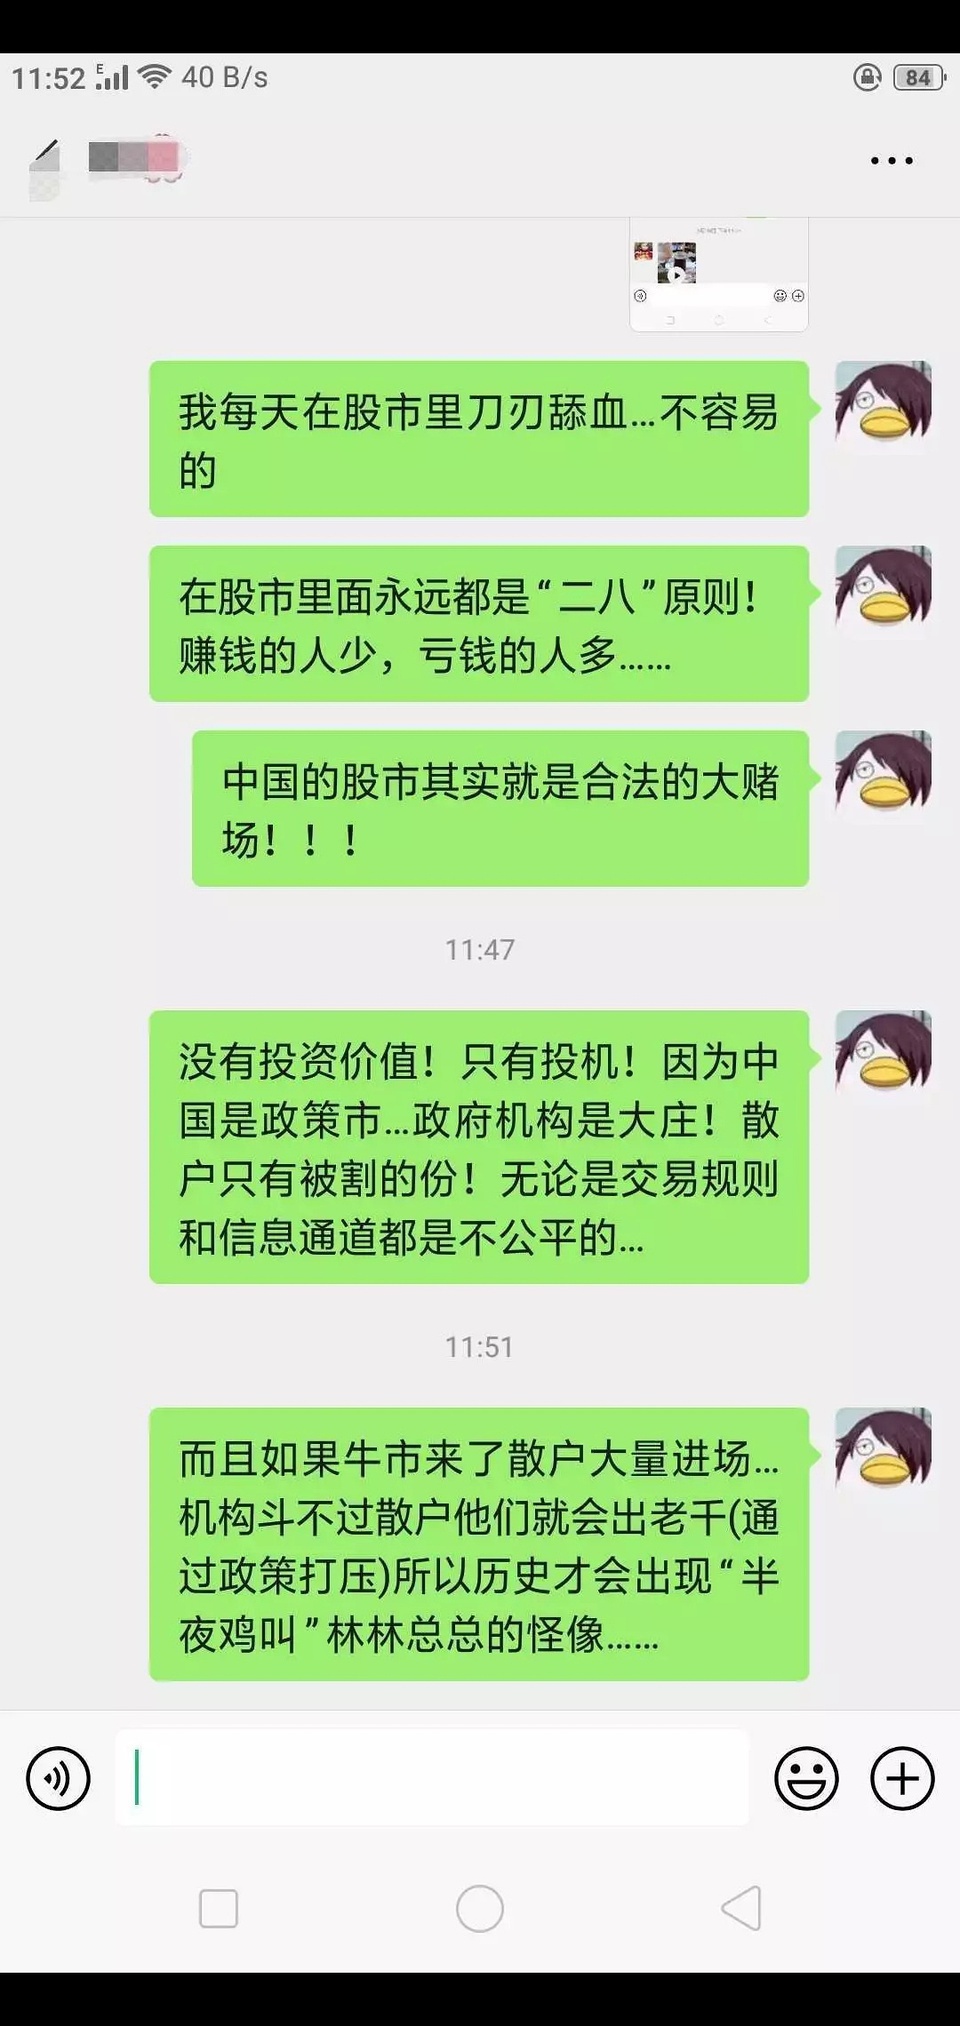 11:52 E 40 B/s 84
我每天在股市里刀刃舔血...不容易
的
在股市里面永远都是“二八”原则！
赚钱的人少，亏钱的人多......
中国的股市其实就是合法的大赌
场！！！
11:47
没有投资价值！只有投机！因为中
国是政策市...政府机构是大庄！散
户只有被割的份！无论是交易规则
和信息通道都是不公平的...
11:51
而且如果牛市来了散户大量进场...
机构斗不过散户他们就会出老千(通
过政策打压)所以历史才会出现“半
夜鸡叫”林林总总的怪像......